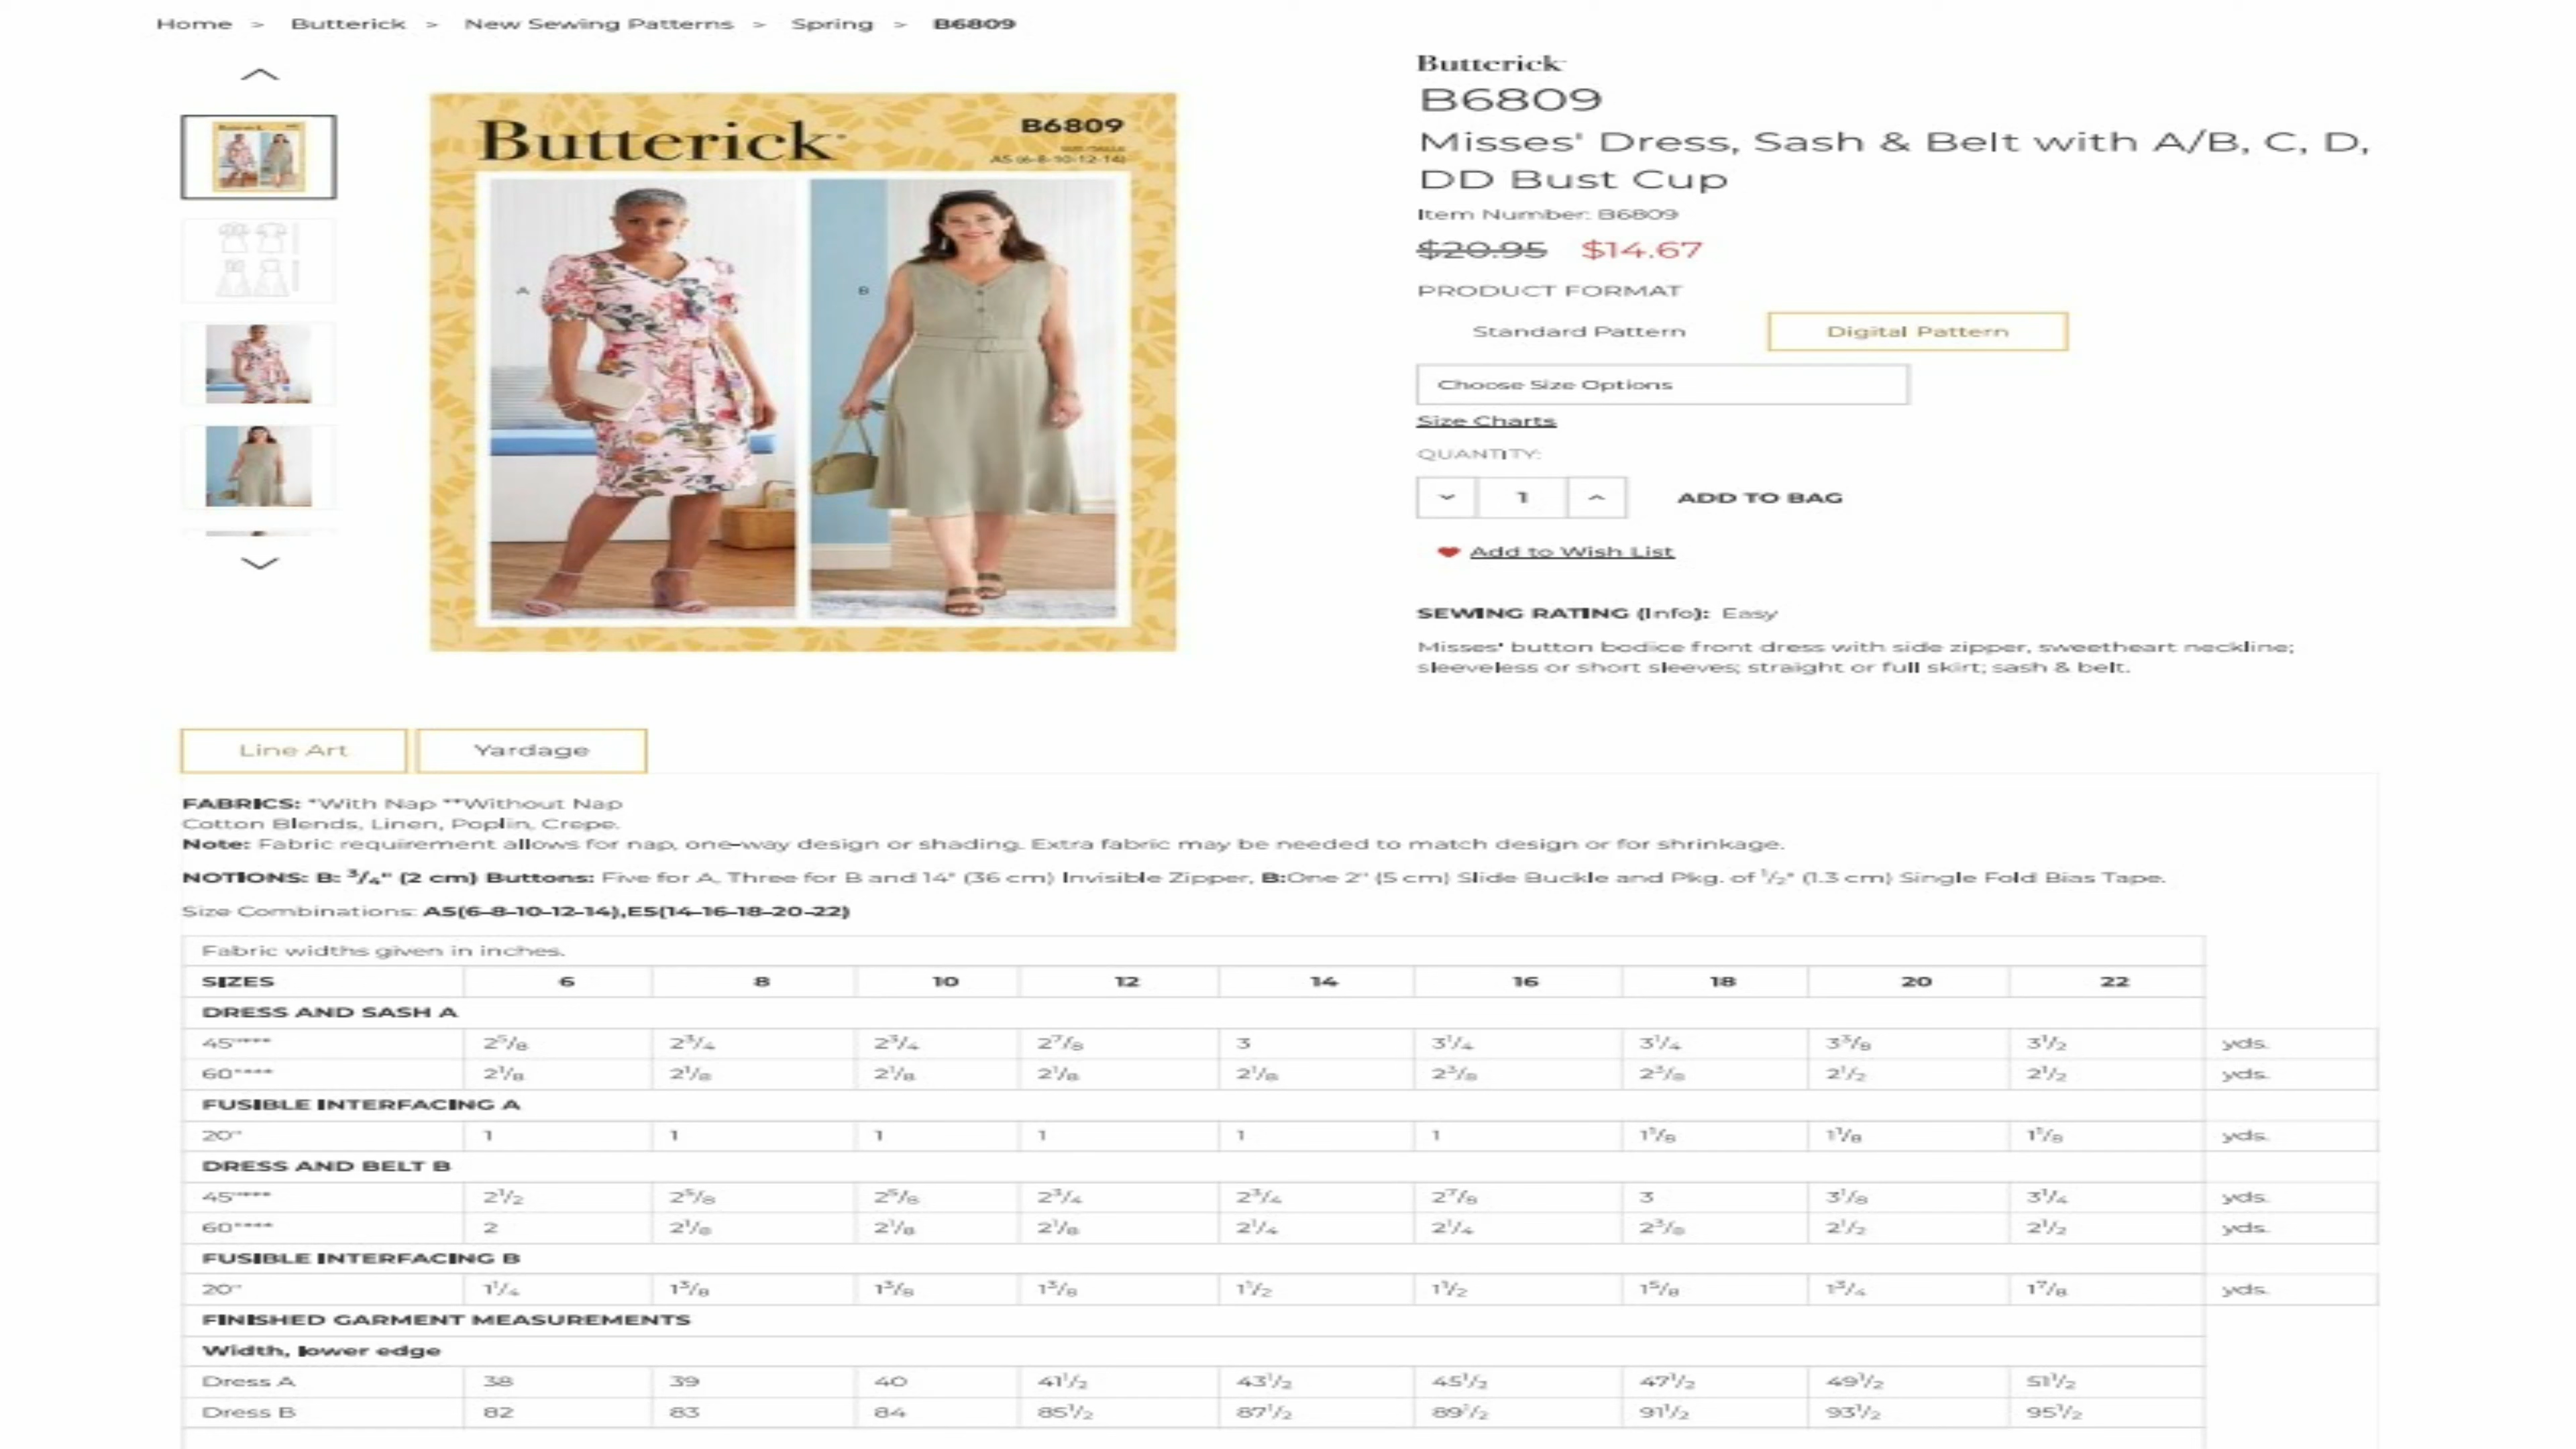 Home > Butterick > New Sewing Patterns > Spring > B6809
Butterick
B6809
A5 (6-8-10-12-14)
A
B
Butterick
B6809
Misses' Dress, Sash & Belt with A/B, C, D,
DD Bust Cup
Item Number: B6809
$20.95 $14.67
PRODUCT FORMAT
Standard Pattern Digital Pattern
Choose Size Options
Size Charts
QUANTITY:
1 ADD TO BAG
Add to Wish List
SEWING RATING (Info): Easy
Misses' button bodice front dress with side zipper, sweetheart neckline;
sleeveless or short sleeves; straight or full skirt; sash & belt.
Line Art Yardage
FABRICS: *With Nap **Without Nap
Cotton Blends, Linen, Poplin, Crepe.
Note: Fabric requirement allows for nap, one-way design or shading. Extra fabric may be needed to match design or for shrinkage.
NOTIONS: B: 3/4" (2 cm) Buttons: Five for A, Three for B and 14" (36 cm) Invisible Zipper, B:One 2" (5 cm) Slide Buckle and Pkg. of 1/2" (1.3 cm) Single Fold Bias Tape.
Size Combinations: A5(6-8-10-12-14),E5(14-16-18-20-22)
Fabric widths given in inches.
SIZES 6 8 10 12 14 16 18 20 22
DRESS AND SASH A
45"*** 2 5/8 2 3/4 2 3/4 2 7/8 3 3 1/4 3 1/4 3 3/8 3 1/2 yds.
60"*** 2 1/8 2 1/8 2 1/8 2 1/8 2 1/8 2 3/8 2 3/8 2 1/2 2 1/2 yds.
FUSIBLE INTERFACING A
20" 1 1 1 1 1 1 1 1/8 1 1/8 1 1/8 yds.
DRESS AND BELT B
45"*** 2 1/2 2 5/8 2 5/8 2 3/4 2 3/4 2 7/8 3 3 1/8 3 1/4 yds.
60"*** 2 2 1/8 2 1/8 2 1/8 2 1/4 2 1/4 2 3/8 2 1/2 2 1/2 yds.
FUSIBLE INTERFACING B
20" 1 1/4 1 3/8 1 3/8 1 3/8 1 1/2 1 1/2 1 5/8 1 3/4 1 7/8 yds.
FINISHED GARMENT MEASUREMENTS
Width, lower edge
Dress A 38 39 40 41 1/2 43 1/2 45 1/2 47 1/2 49 1/2 51 1/2
Dress B 82 83 84 85 1/2 87 1/2 89 1/2 91 1/2 93 1/2 95 1/2